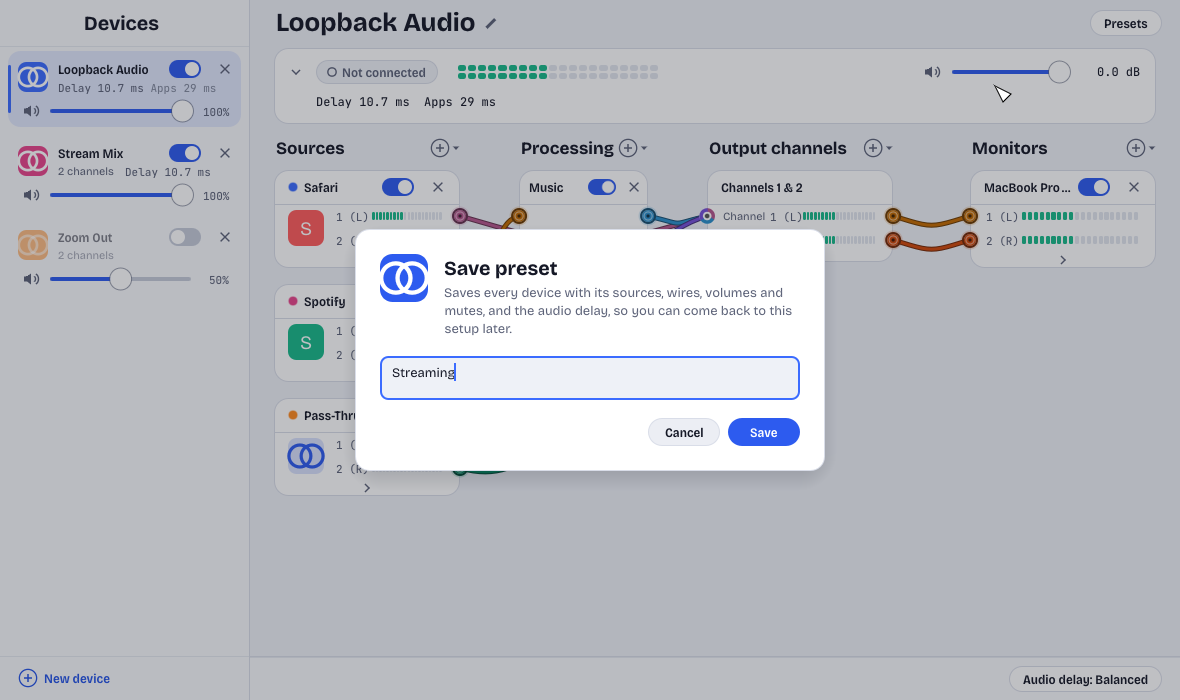 Devices
Loopback Audio
Delay 10.7 ms Apps 29 ms
100%
Stream Mix
2 channels Delay 10.7 ms
100%
Zoom Out
2 channels
50%
New device
Loopback Audio
Presets
Not connected
0.0 dB
Delay 10.7 ms Apps 29 ms
Sources
Processing
Output channels
Monitors
Safari
S
1 (L)
2 (
Music
Channels 1 & 2
Channel 1 (L)
MacBook Pro…
1 (L)
2 (R)
Spotify
S
1 (
2 (
Pass-Thru
1 (
2 (R)
Save preset
Saves every device with its sources, wires, volumes and
mutes, and the audio delay, so you can come back to this
setup later.
Streaming
Cancel
Save
Audio delay: Balanced